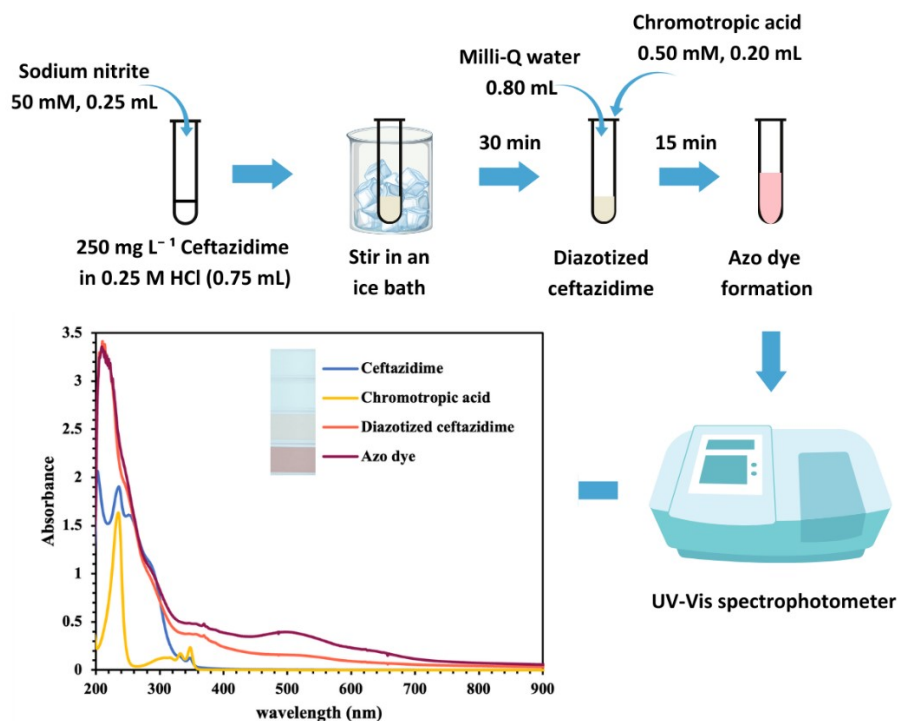 Sodium nitrite
50 mM, 0.25 mL
250 mg L⁻¹ Ceftazidime
in 0.25 M HCl (0.75 mL)
Stir in an
ice bath
30 min
Milli-Q water
0.80 mL
Chromotropic acid
0.50 mM, 0.20 mL
Diazotized
ceftazidime
15 min
Azo dye
formation
3.5
3
2.5
2
1.5
1
0.5
0
Absorbance
Ceftazidime
Chromotropic acid
Diazotized ceftazidime
Azo dye
200 300 400 500 600 700 800 900
wavelength (nm)
UV-Vis spectrophotometer